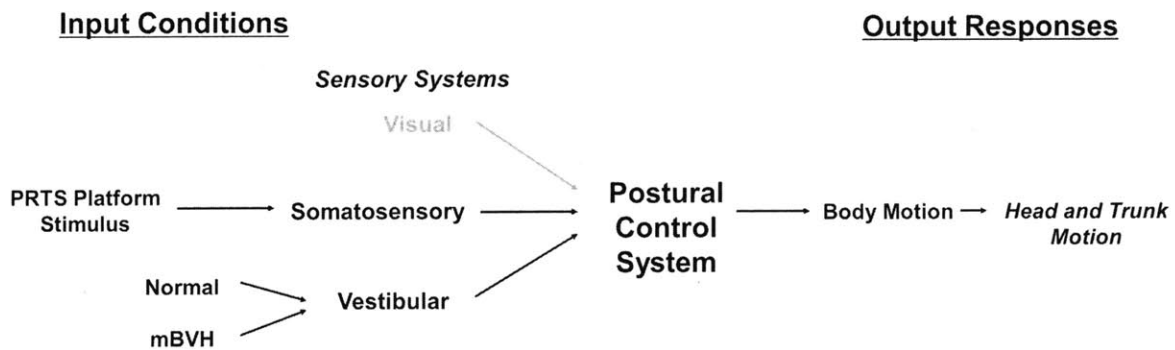 Input Conditions
Output Responses
Sensory Systems
Visual
PRTS Platform
Stimulus
Somatosensory
Normal
mBVH
Vestibular
Postural
Control
System
Body Motion
Head and Trunk
Motion